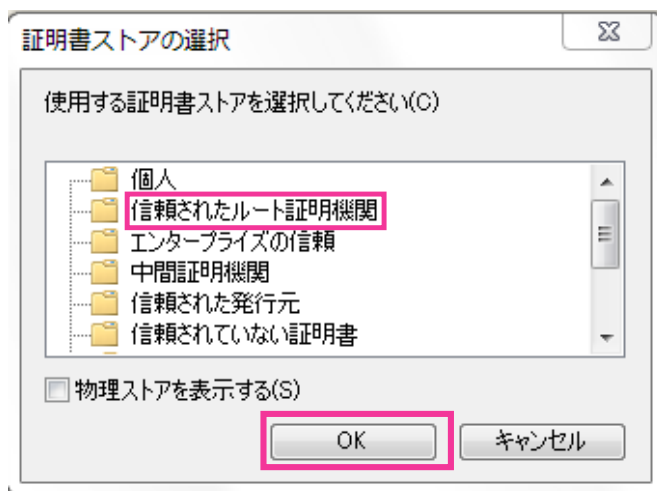 証明書ストアの選択
使用する証明書ストアを選択してください(C)
個人
信頼されたルート証明機関
エンタープライズの信頼
中間証明機関
信頼された発行元
信頼されていない証明書
物理ストアを表示する(S)
OK キャンセル